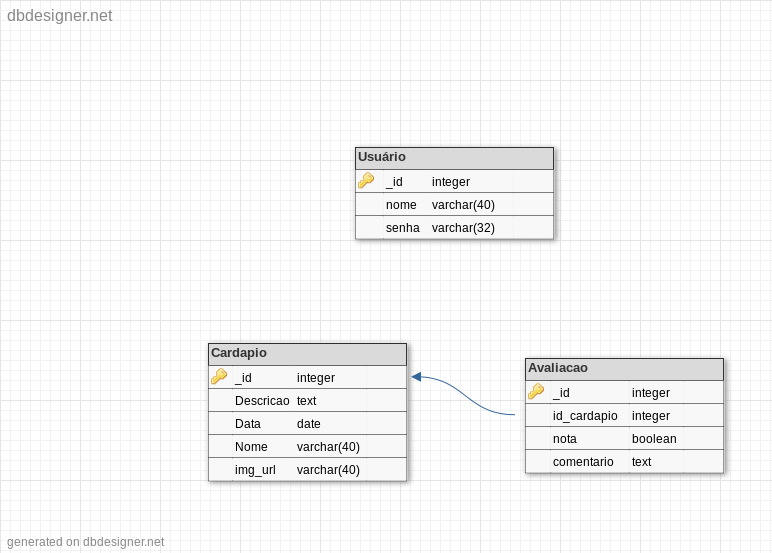 dbdesigner.net
Usuário
_id integer
nome varchar(40)
senha varchar(32)
Cardapio
_id integer
Descricao text
Data date
Nome varchar(40)
img_url varchar(40)
Avaliacao
_id integer
id_cardapio integer
nota boolean
comentario text
generated on dbdesigner.net